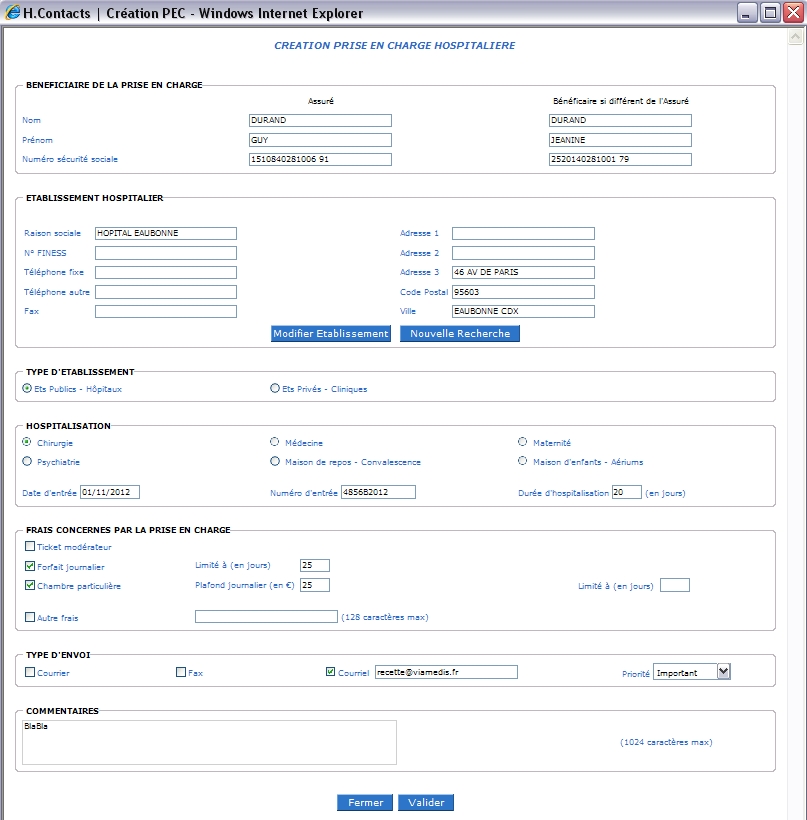 H.Contacts | Création PEC - Windows Internet Explorer
CREATION PRISE EN CHARGE HOSPITALIERE
BENEFICIAIRE DE LA PRISE EN CHARGE
Assuré Bénéficaire si différent de l'Assuré
Nom DURAND DURAND
Prénom GUY JEANINE
Numéro sécurité sociale 1510840281006 91 2520140281001 79
ETABLISSEMENT HOSPITALIER
Raison sociale HOPITAL EAUBONNE Adresse 1
N° FINESS Adresse 2
Téléphone fixe Adresse 3 46 AV DE PARIS
Téléphone autre Code Postal 95603
Fax Ville EAUBONNE CDX
Modifier Etablissement Nouvelle Recherche
TYPE D'ETABLISSEMENT
Ets Publics - Hôpitaux Ets Privés - Cliniques
HOSPITALISATION
Chirurgie Médecine Maternité
Psychiatrie Maison de repos - Convalescence Maison d'enfants - Aériums
Date d'entrée 01/11/2012 Numéro d'entrée 4856B2012 Durée d'hospitalisation 20 (en jours)
FRAIS CONCERNES PAR LA PRISE EN CHARGE
Ticket modérateur
Forfait journalier Limité à (en jours) 25
Chambre particulière Plafond journalier (en €) 25 Limité à (en jours)
Autre frais (128 caractères max)
TYPE D'ENVOI
Courrier Fax Courriel recette@viamedis.fr Priorité Important
COMMENTAIRES
BlaBla
(1024 caractères max)
Fermer Valider